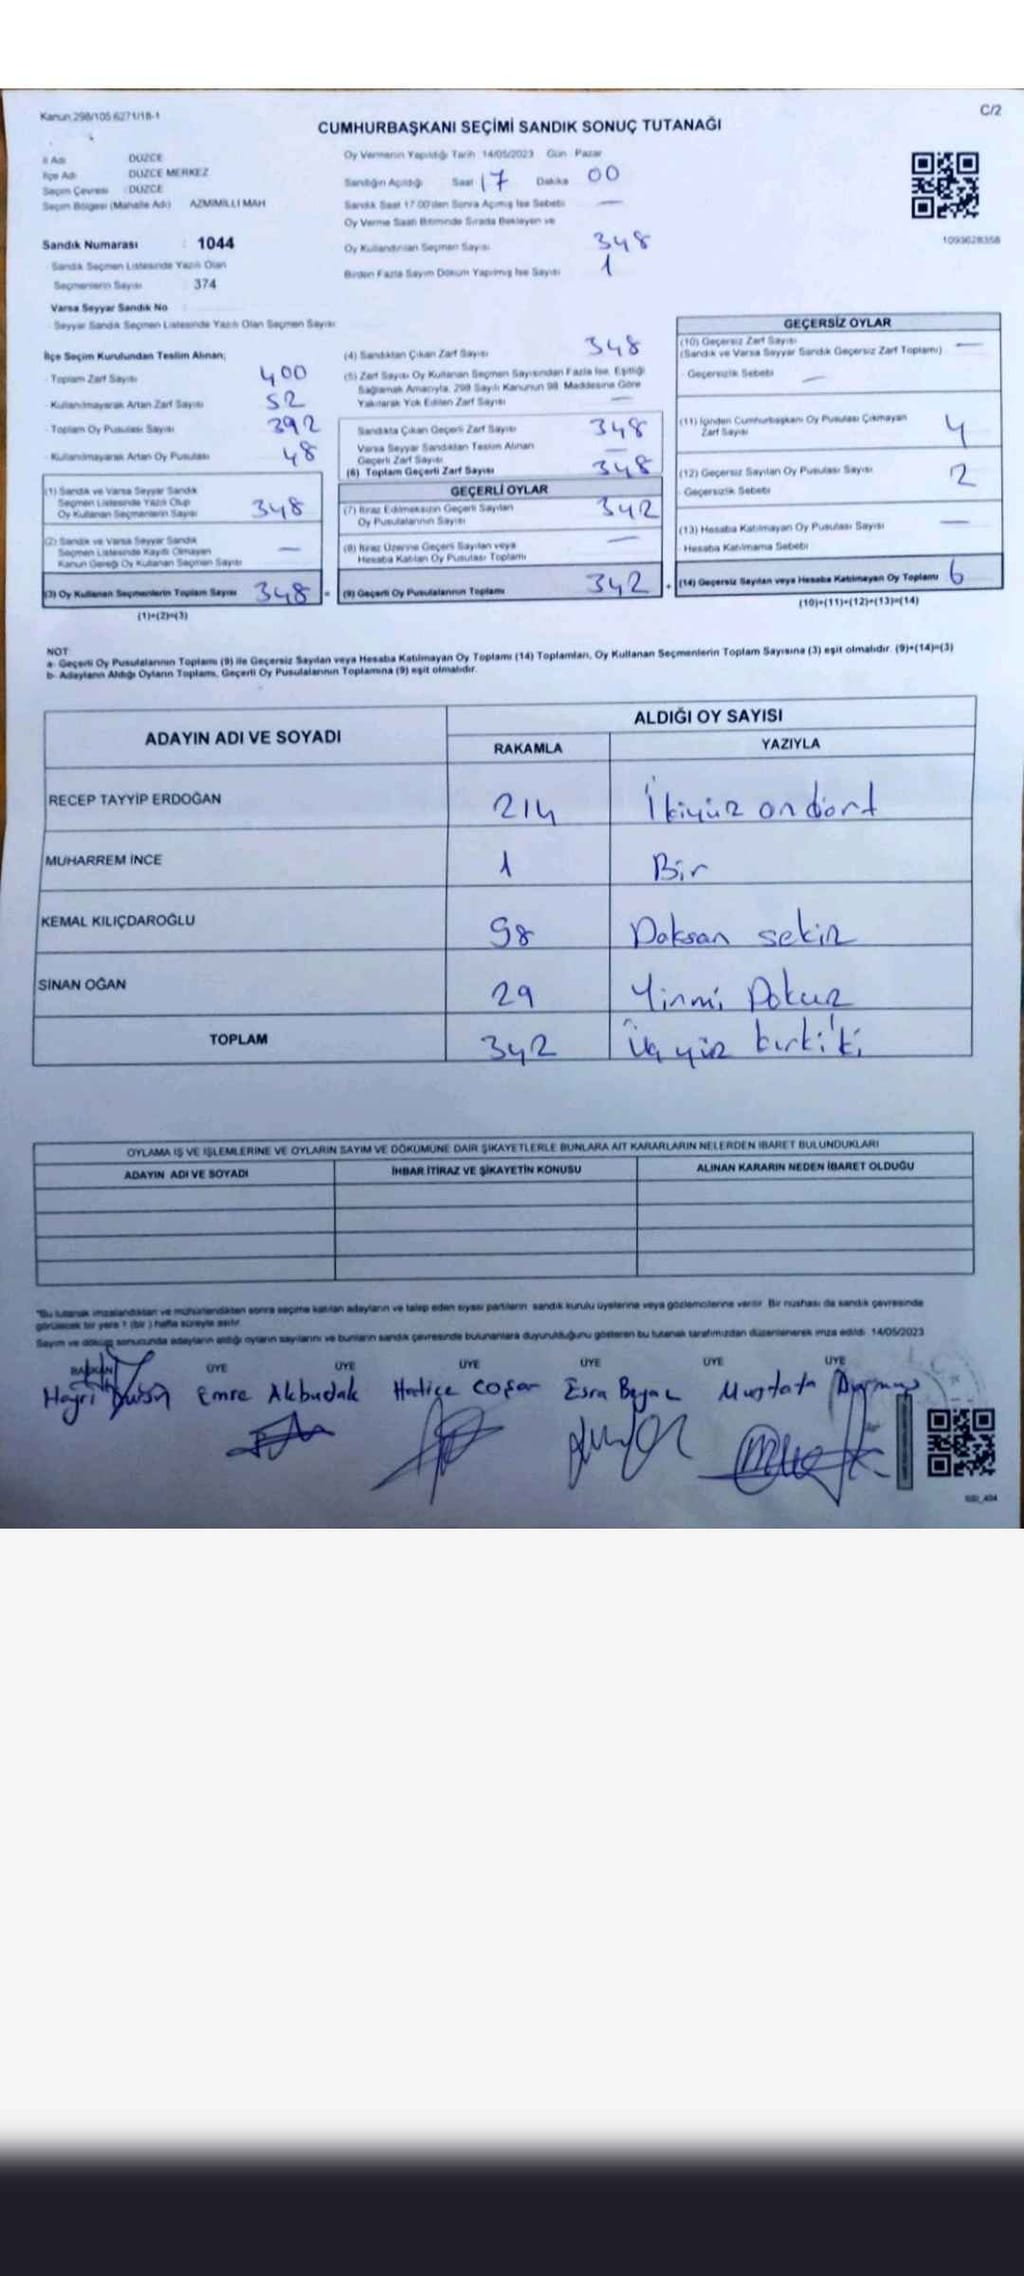 Kanun:298/105 6271/18-1
C/2
CUMHURBAŞKANI SEÇİMİ SANDIK SONUÇ TUTANAĞI
İl Adı : DÜZCE
İlçe Adı : DÜZCE MERKEZ
Seçim Çevresi : DÜZCE
Seçim Bölgesi (Mahalle Adı) : AZMİMİLLİ MAH
Sandık Numarası : 1044
Sandık Seçmen Listesinde Yazılı Olan
Seçmenlerin Sayısı : 374
Varsa Seyyar Sandık No
Seyyar Sandık Seçmen Listesinde Yazılı Olan Seçmen Sayısı:
Oy Vermenin Yapıldığı Tarih :14/05/2023 Gün : Pazar
Sandığın Açıldığı Saat 17 Dakika 00
Sandık Saat 17.00'den Sonra Açılmış İse Sebebi —
Oy Verme Saati Bitiminde Sırada Bekleyen ve
Oy Kullandırılan Seçmen Sayısı 348
Birden Fazla Sayım Döküm Yapılmış İse Sayısı 1
1093628358
İlçe Seçim Kurulundan Teslim Alınan;
- Toplam Zarf Sayısı 400
- Kullanılmayarak Artan Zarf Sayısı 52
- Toplam Oy Pusulası Sayısı 392
- Kullanılmayarak Artan Oy Pusulası 48
(1) Sandık ve Varsa Seyyar Sandık
Seçmen Listesinde Yazılı Olup
Oy Kullanan Seçmenlerin Sayısı 348
(2) Sandık ve Varsa Seyyar Sandık
Seçmen Listesinde Kayıtlı Olmayan
Kanun Gereği Oy Kullanan Seçmen Sayısı —
(3) Oy Kullanan Seçmenlerin Toplam Sayısı 348 =
(1)+(2)=(3)
(4) Sandıktan Çıkan Zarf Sayısı 348
(5) Zarf Sayısı Oy Kullanan Seçmen Sayısından Fazla İse, Eşitliği
Sağlamak Amacıyla, 298 Sayılı Kanunun 98. Maddesine Göre
Yakılarak Yok Edilen Zarf Sayısı —
Sandıkta Çıkan Geçerli Zarf Sayısı 348
Varsa Seyyar Sandıktan Teslim Alınan
Geçerli Zarf Sayısı —
(6) Toplam Geçerli Zarf Sayısı 348
GEÇERLİ OYLAR
(7) İtiraz Edilmeksizin Geçerli Sayılan
Oy Pusulalarının Sayısı 342
(8) İtiraz Üzerine Geçerli Sayılan veya
Hesaba Katılan Oy Pusulası Toplamı —
(9) Geçerli Oy Pusulalarının Toplamı 342 +
GEÇERSİZ OYLAR
(10) Geçersiz Zarf Sayısı
(Sandık ve Varsa Seyyar Sandık Geçersiz Zarf Toplamı) —
- Geçersizlik Sebebi —
(11) İçinden Cumhurbaşkanı Oy Pusulası Çıkmayan
Zarf Sayısı 4
(12) Geçersiz Sayılan Oy Pusulası Sayısı 2
- Geçersizlik Sebebi
(13) Hesaba Katılmayan Oy Pusulası Sayısı —
- Hesaba Katılmama Sebebi
(14) Geçersiz Sayılan veya Hesaba Katılmayan Oy Toplamı 6
(10)+(11)+(12)+(13)=(14)
NOT:
a- Geçerli Oy Pusulalarının Toplamı (9) ile Geçersiz Sayılan veya Hesaba Katılmayan Oy Toplamı (14) Toplamları, Oy Kullanan Seçmenlerin Toplam Sayısına (3) eşit olmalıdır. (9)+(14)=(3)
b- Adayların Aldığı Oyların Toplamı, Geçerli Oy Pusulalarının Toplamına (9) eşit olmalıdır.
ADAYIN ADI VE SOYADI ALDIĞI OY SAYISI
RAKAMLA YAZIYLA
RECEP TAYYİP ERDOĞAN 214 İkiyüz ondört
MUHARREM İNCE 1 Bir
KEMAL KILIÇDAROĞLU 98 Doksan sekiz
SİNAN OĞAN 29 Yirmi Dokuz
TOPLAM 342 Üçyüz kırkiki
OYLAMA İŞ VE İŞLEMLERİNE VE OYLARIN SAYIM VE DÖKÜMÜNE DAİR ŞİKAYETLERLE BUNLARA AİT KARARLARIN NELERDEN İBARET BULUNDUKLARI
ADAYIN ADI VE SOYADI İHBAR İTİRAZ VE ŞİKAYETİN KONUSU ALINAN KARARIN NEDEN İBARET OLDUĞU
"Bu tutanak imzalandıktan ve mühürlendikten sonra seçime katılan adayların ve talep eden siyasi partilerin, sandık kurulu üyelerine veya gözlemcilerine verilir. Bir nüshası da sandık çevresinde
görülecek bir yere 1 (bir ) hafta süreyle asılır.
Sayım ve döküm sonucunda adayların aldığı oyların sayılarını ve bunların sandık çevresinde bulunanlara duyurulduğunu gösteren bu tutanak tarafımızdan düzenlenerek imza edildi. 14/05/2023
BAŞKAN ÜYE ÜYE ÜYE ÜYE ÜYE ÜYE
Hayri Emre Akbudak Hatice Coşar Esra Mustafa Durmuş